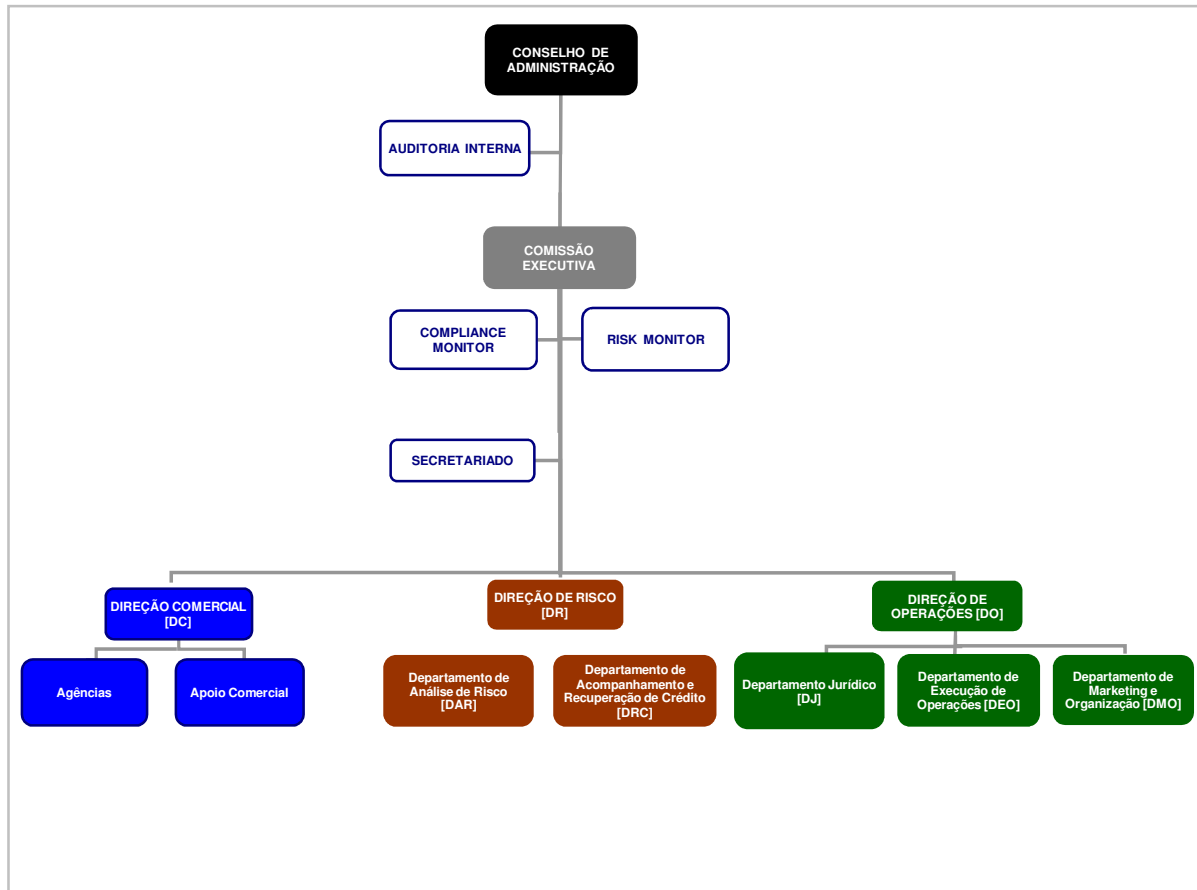 CONSELHO DE
ADMINISTRAÇÃO
AUDITORIA INTERNA
COMISSÃO
EXECUTIVA
COMPLIANCE
MONITOR
RISK MONITOR
SECRETARIADO
DIREÇÃO COMERCIAL
[DC]
DIREÇÃO DE RISCO
[DR]
DIREÇÃO DE
OPERAÇÕES [DO]
Agências
Apoio Comercial
Departamento de
Análise de Risco
[DAR]
Departamento de
Acompanhamento e
Recuperação de Crédito
[DRC]
Departamento Jurídico
[DJ]
Departamento de
Execução de
Operações [DEO]
Departamento de
Marketing e
Organização [DMO]